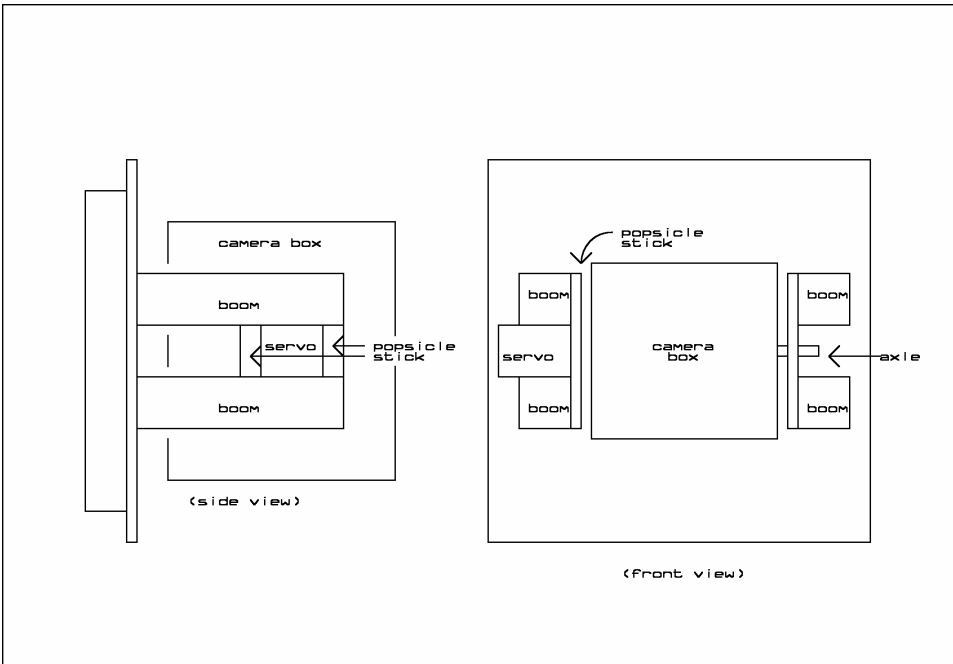 camera box
boom
servo
popsicle
stick
boom
(side view)
popsicle
stick
boom
boom
servo
camera
box
axle
boom
boom
(front view)